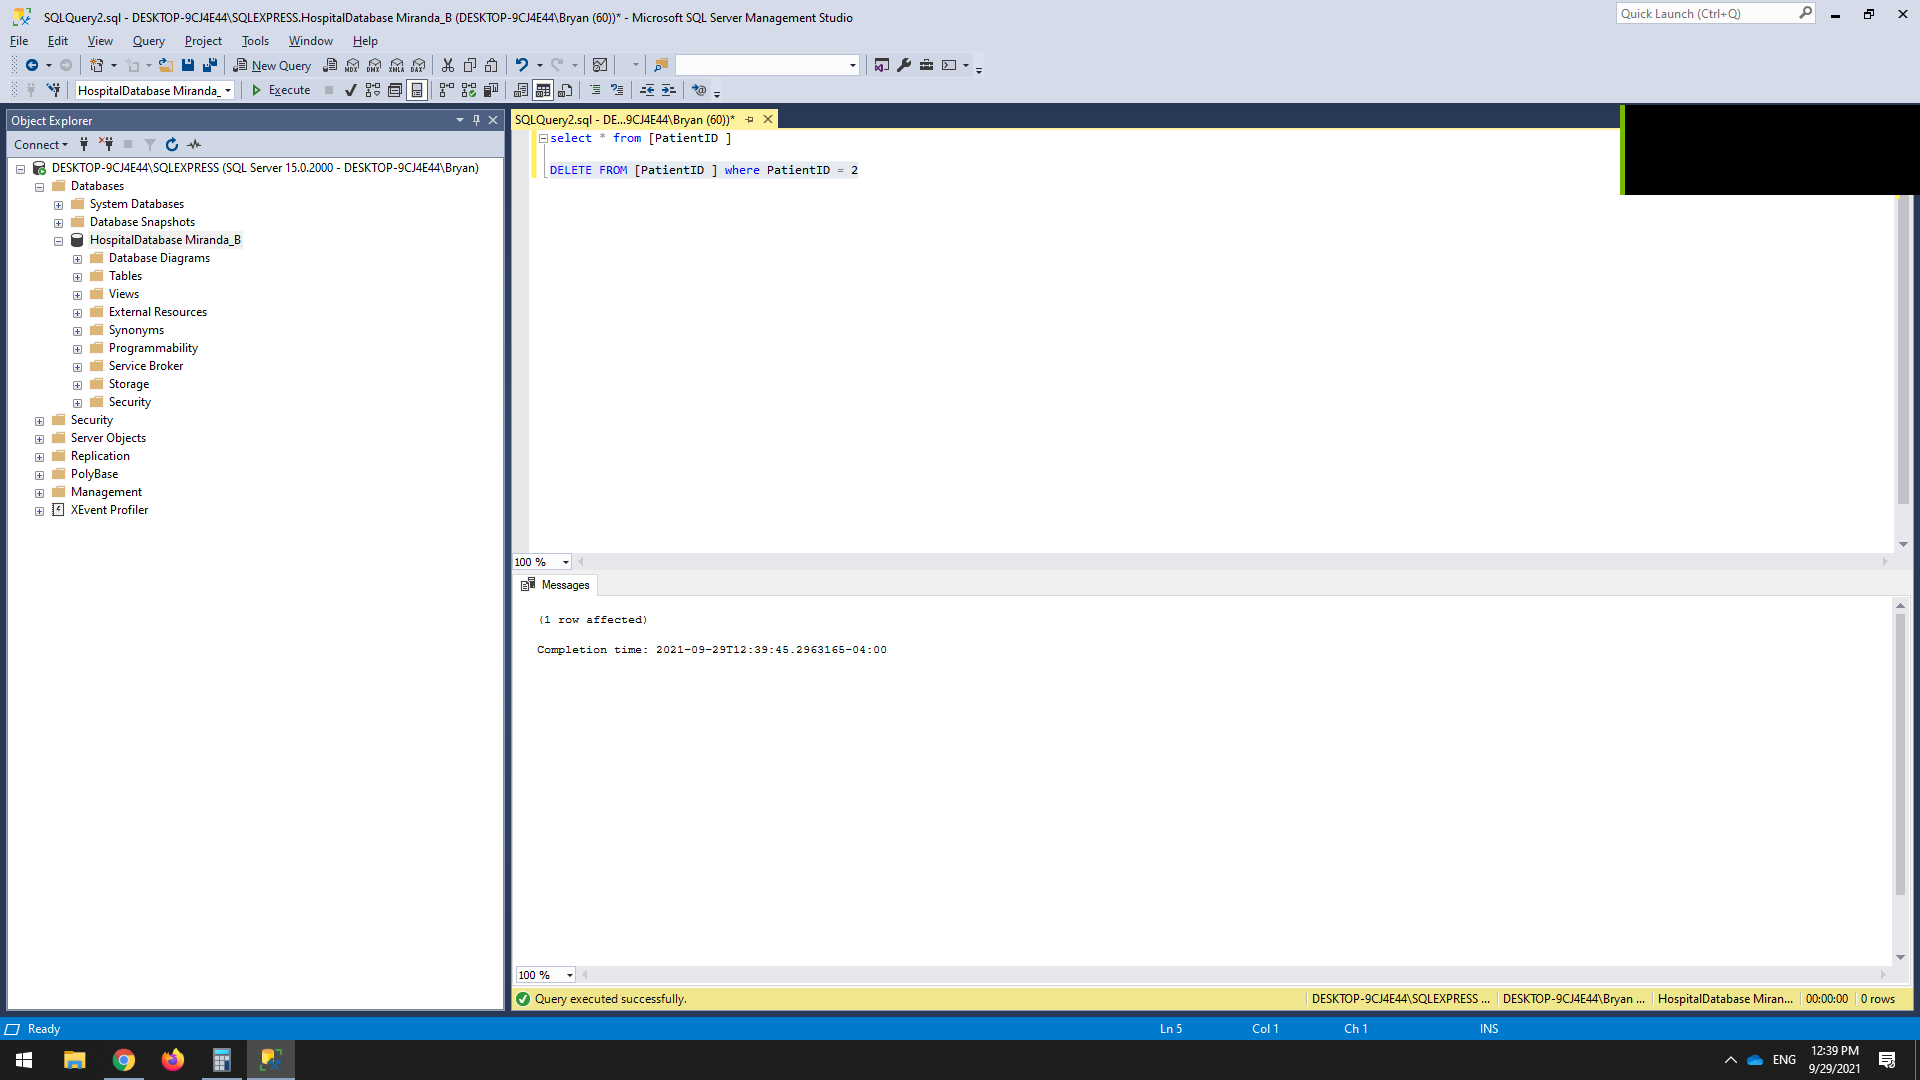 SQLQuery2.sql - DESKTOP-9CJ4E44\SQLEXPRESS.HospitalDatabase Miranda_B (DESKTOP-9CJ4E44\Bryan (60))* - Microsoft SQL Server Management Studio
Quick Launch (Ctrl+Q)
File Edit View Query Project Tools Window Help
New Query MDX DMX XMLA DAX
HospitalDatabase Miranda_ Execute
Object Explorer
SQLQuery2.sql - DE...9CJ4E44\Bryan (60))*
Connect
DESKTOP-9CJ4E44\SQLEXPRESS (SQL Server 15.0.2000 - DESKTOP-9CJ4E44\Bryan)
Databases
System Databases
Database Snapshots
HospitalDatabase Miranda_B
Database Diagrams
Tables
Views
External Resources
Synonyms
Programmability
Service Broker
Storage
Security
Security
Server Objects
Replication
PolyBase
Management
XEvent Profiler
select * from [PatientID ]
DELETE FROM [PatientID ] where PatientID = 2
100 %
Messages
(1 row affected)
Completion time: 2021-09-29T12:39:45.2963165-04:00
100 %
Query executed successfully.
DESKTOP-9CJ4E44\SQLEXPRESS ... DESKTOP-9CJ4E44\Bryan ... HospitalDatabase Miran... 00:00:00 0 rows
Ready Ln 5 Col 1 Ch 1 INS
ENG
12:39 PM
9/29/2021